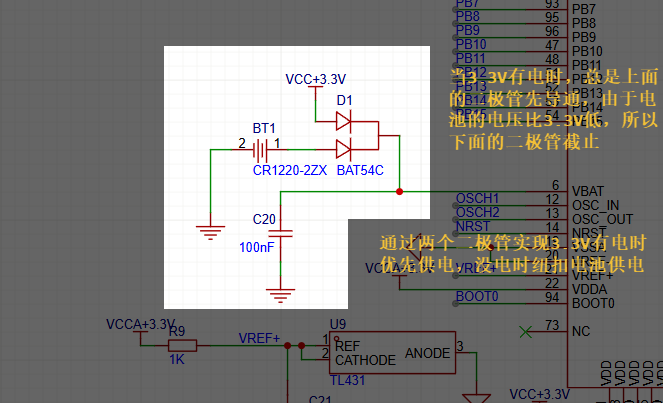 PB7
93
PB7
PB8
95
PB8
PB9
96
PB9
PB10
47
PB10
PB11
48
PB11
PB12
PB12
PB13
52
PB13
PB14
PB14
PB15
当3.3V有电时，总是上面
的二极管先导通，由于电
池的电压比3.3V低，所以
下面的二极管截止
VCC+3.3V
D1
BT1
2
1
CR1220-2ZX
BAT54C
C20
100nF
6
VBAT
OSCH1
12
OSC_IN
OSCH2
13
OSC_OUT
NRST
14
NRST
通过两个二极管实现3.3V有电时
优先供电，没电时纽扣电池供电
VREF+
22
VDDA
BOOT0
94
BOOT0
73
NC
VCCA+3.3V
R9
1K
VREF+
U9
1
REF
2
CATHODE
ANODE
3
TL431
C21
VCC+3.3V
VDD
VDD
VDD
VDD